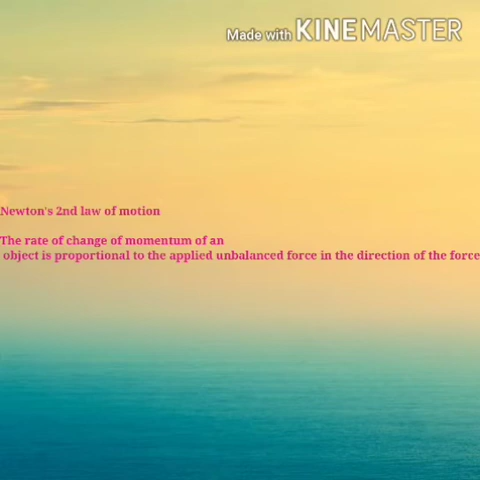 Made with KINEMASTER
Newton's 2nd law of motion
The rate of change of momentum of an
object is proportional to the applied unbalanced force in the direction of the force